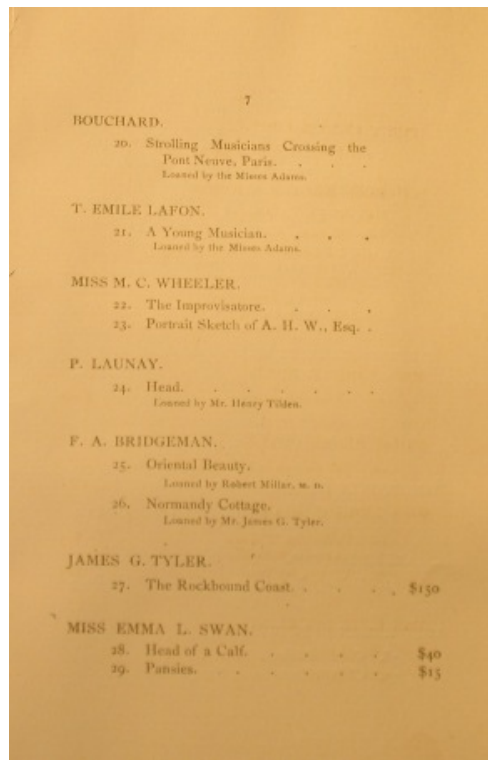 7
BOUCHARD.
20. Strolling Musicians Crossing the
Pont Neuve, Paris. . . .
Loaned by the Misses Adams.
T. EMILE LAFON.
21. A Young Musician. . . .
Loaned by the Misses Adams.
MISS M. C. WHEELER.
22. The Improvisatore. . . .
23. Portrait Sketch of A. H. W., Esq. .
P. LAUNAY.
24. Head. . . . . . .
Loaned by Mr. Henry Tilden.
F. A. BRIDGEMAN.
25. Oriental Beauty.
Loaned by Robert Millar, M. D.
26. Normandy Cottage.
Loaned by Mr. James G. Tyler.
JAMES G. TYLER.
27. The Rockbound Coast. . . . . $150
MISS EMMA L. SWAN.
28. Head of a Calf. . . . . $40
29. Pansies. . . . . . $15